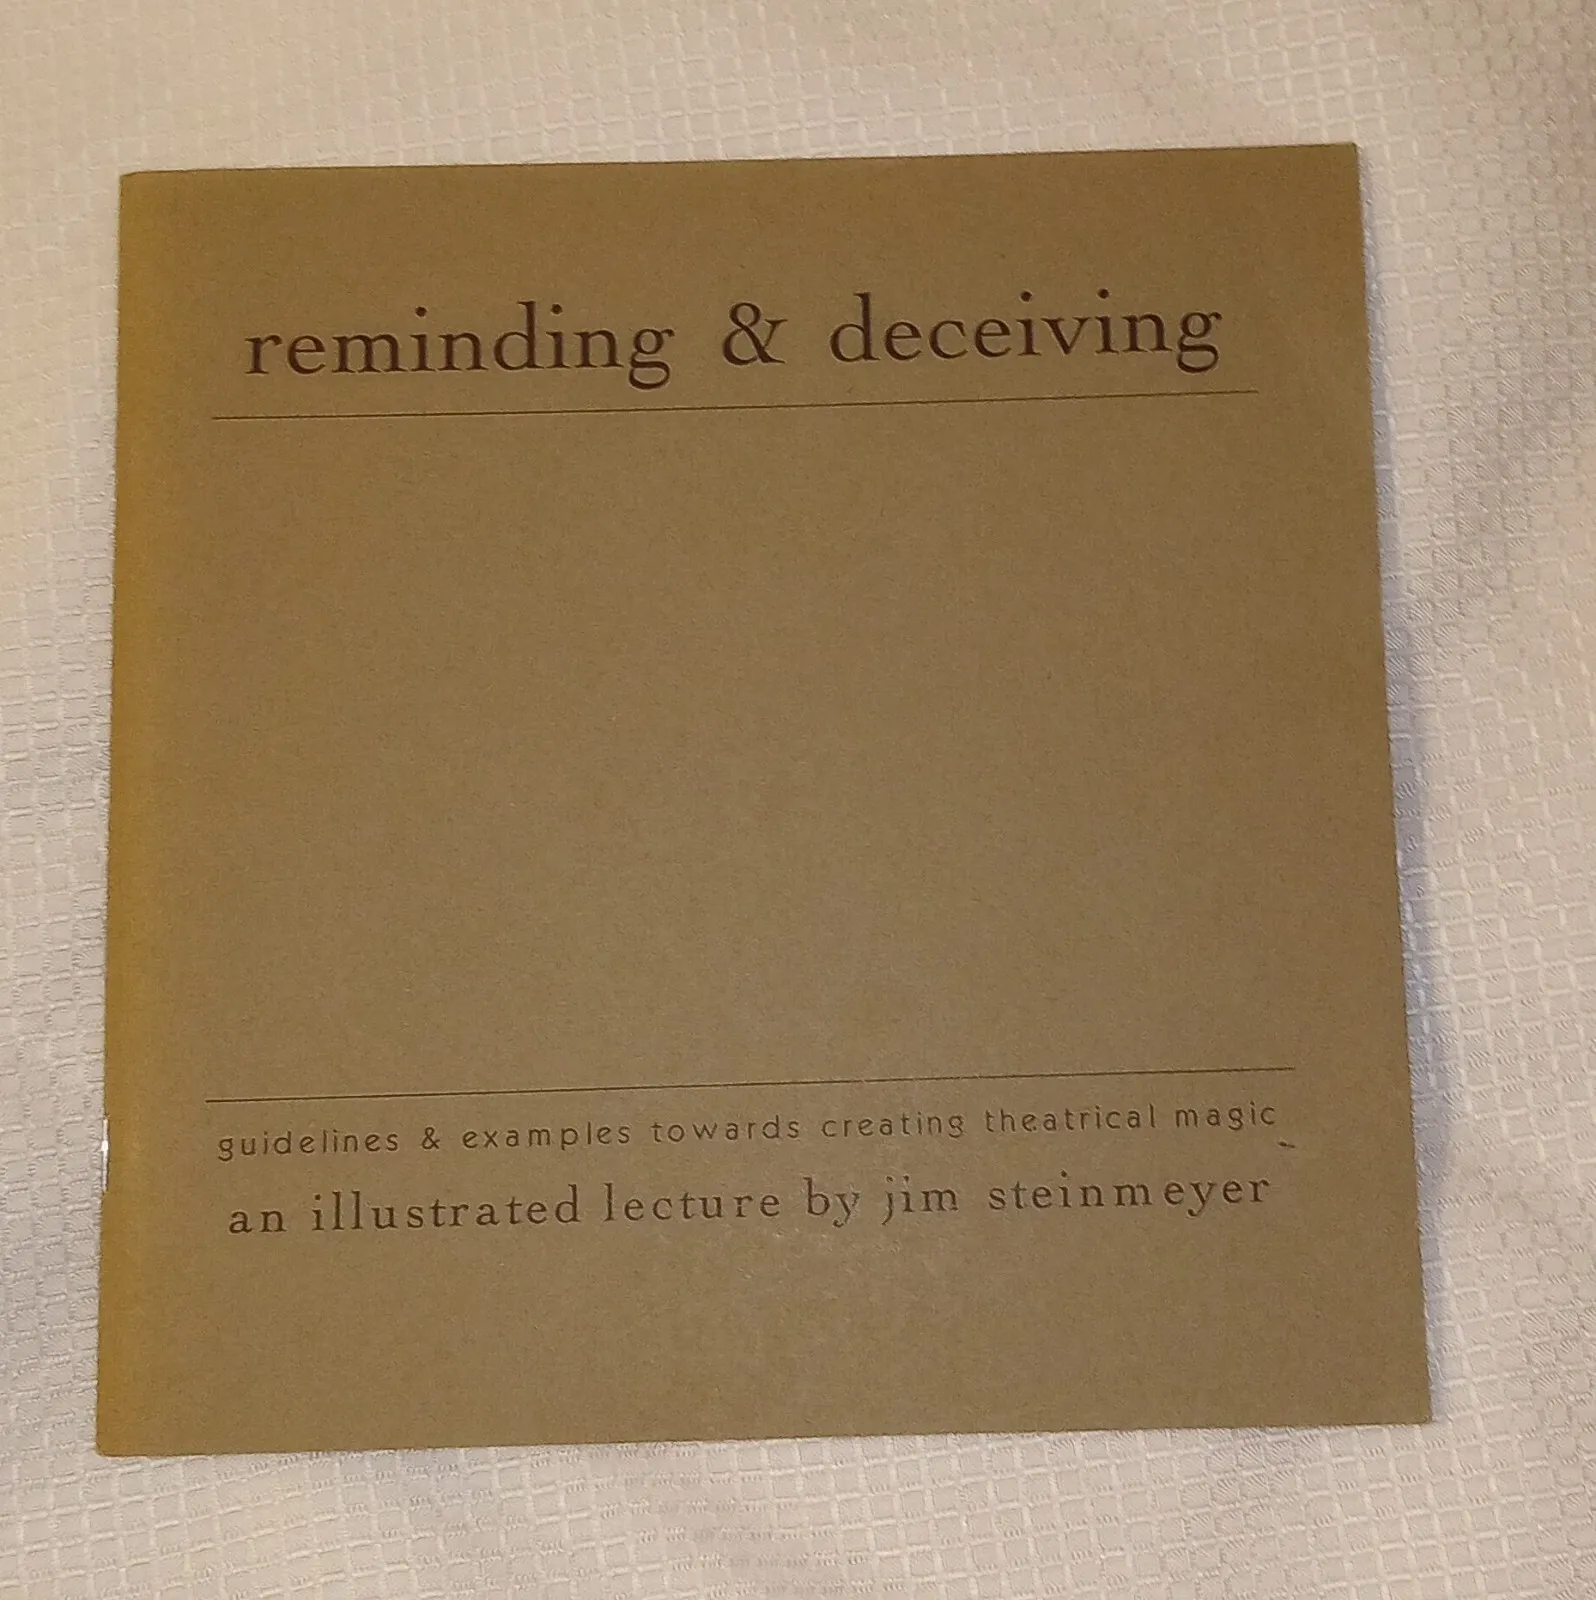 reminding & deceiving
guidelines & examples towards creating theatrical magic
an illustrated lecture by jim steinmeyer